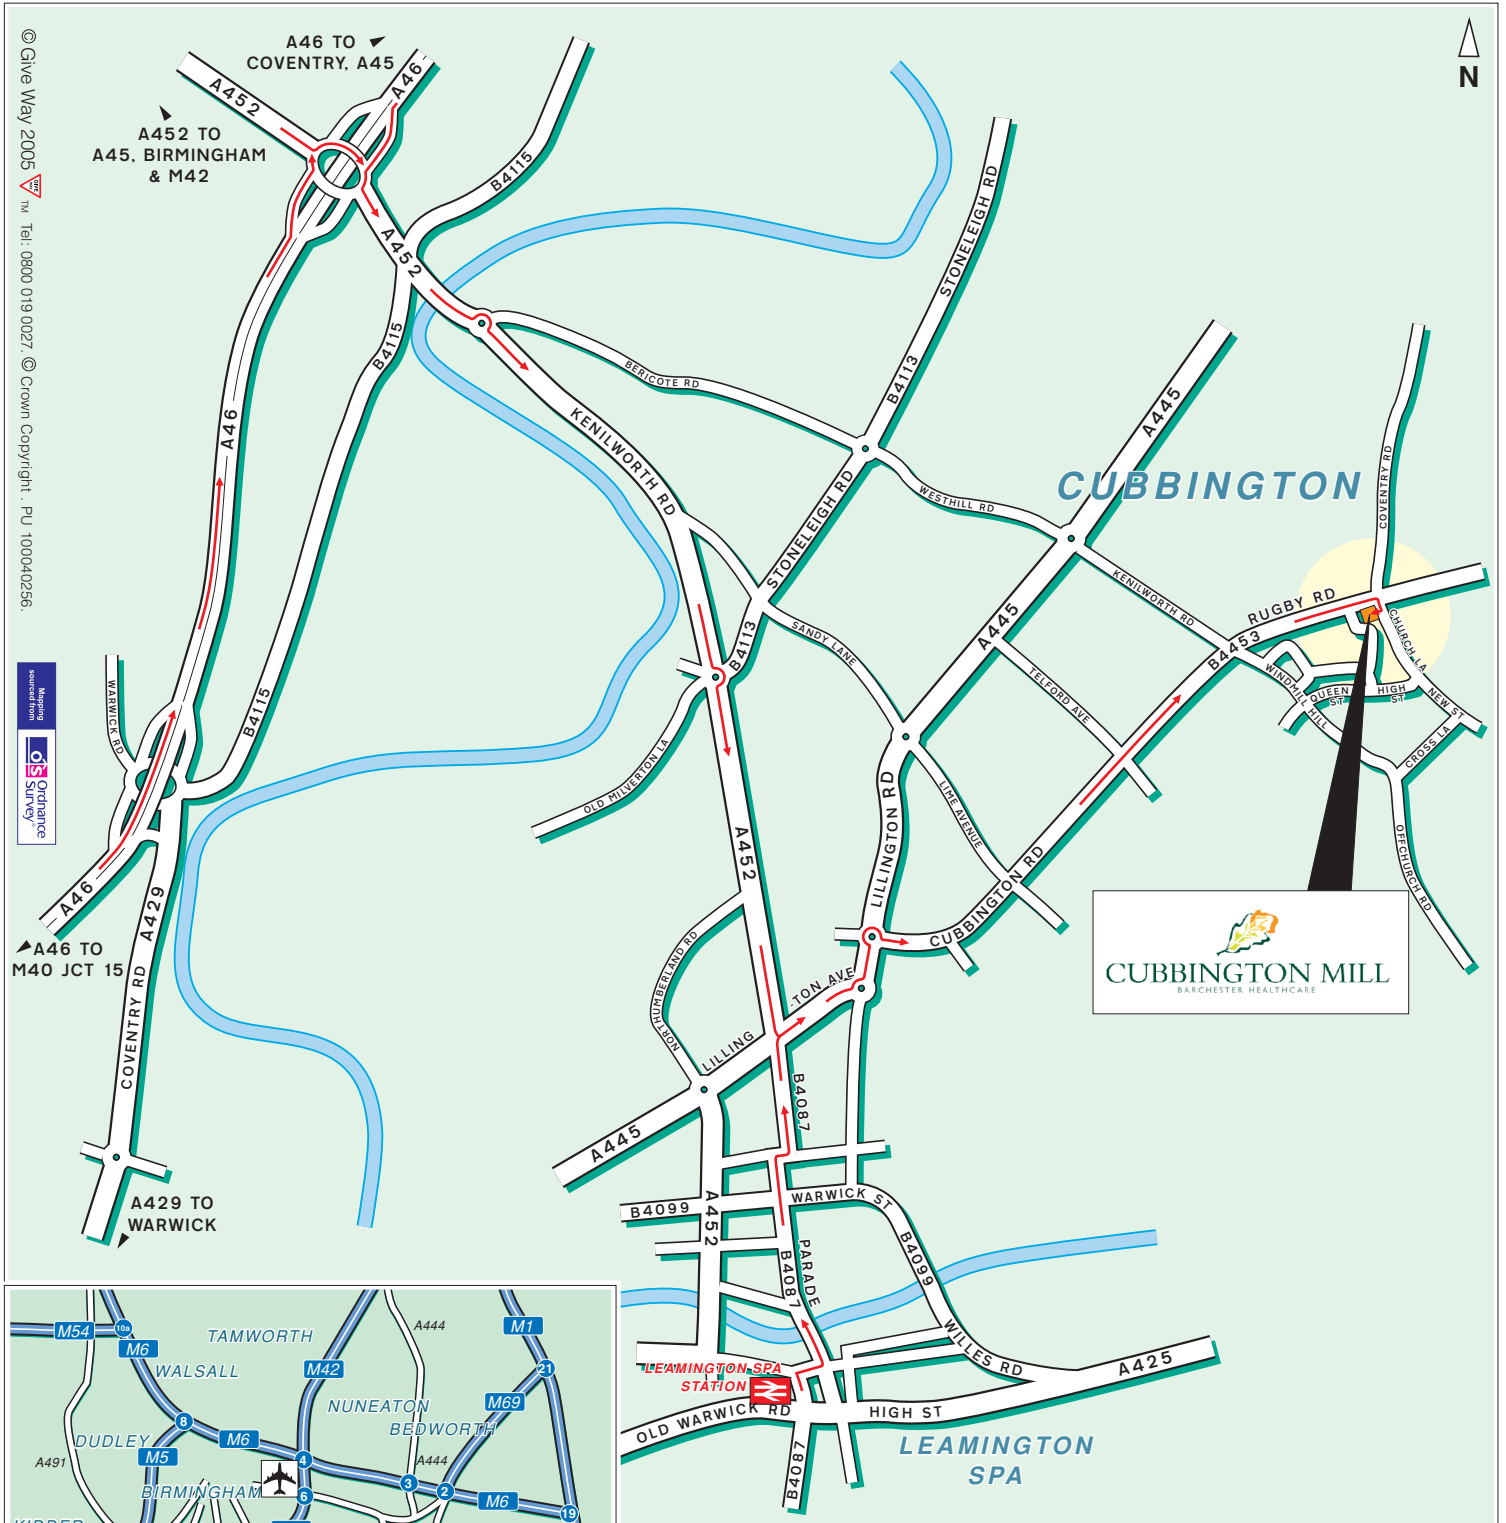 © Give Way 2005 GIVE WAY ™ Tel: 0800 019 0027. © Crown Copyright . PU 100040256.
Mapping
sourced from
OS Ordnance
Survey®
N
A46 TO
COVENTRY, A45
A46
A452
A452 TO
A45, BIRMINGHAM
& M42
B4115
A452
B4115
STONELEIGH RD
B4113
BERICOTE RD
KENILWORTH RD
A46
STONELEIGH RD
B4113
WESTHILL RD
A445
CUBBINGTON
COVENTRY RD
KENILWORTH RD
RUGBY RD
B4453
CHURCH LA
WINDMILL HILL
QUEEN
ST
HIGH
ST
NEW ST
CROSS LA
OFFCHURCH RD
A445
TELFORD AVE
SANDY LANE
WARWICK RD
B4115
OLD MILVERTON LA
A452
LILLINGTON RD
LIME AVENUE
CUBBINGTON RD
CUBBINGTON MILL
BARCHESTER HEALTHCARE
A46
A46 TO
M40 JCT 15
A429
COVENTRY RD
A429 TO
WARWICK
NORTHUMBERLAND RD
LILLING
-TON AVE
A445
B4087
B4099
A452
WARWICK ST
B4099
PARADE
B4087
WILLES RD
A425
LEAMINGTON SPA
STATION
OLD WARWICK RD
HIGH ST
B4087
LEAMINGTON
SPA
M54
10a
M6
TAMWORTH
A444
M1
WALSALL
M42
21
NUNEATON
M69
BEDWORTH
8
DUDLEY
M6
M5
A491
4
A444
BIRMINGHAM
6
3
2
M6
19